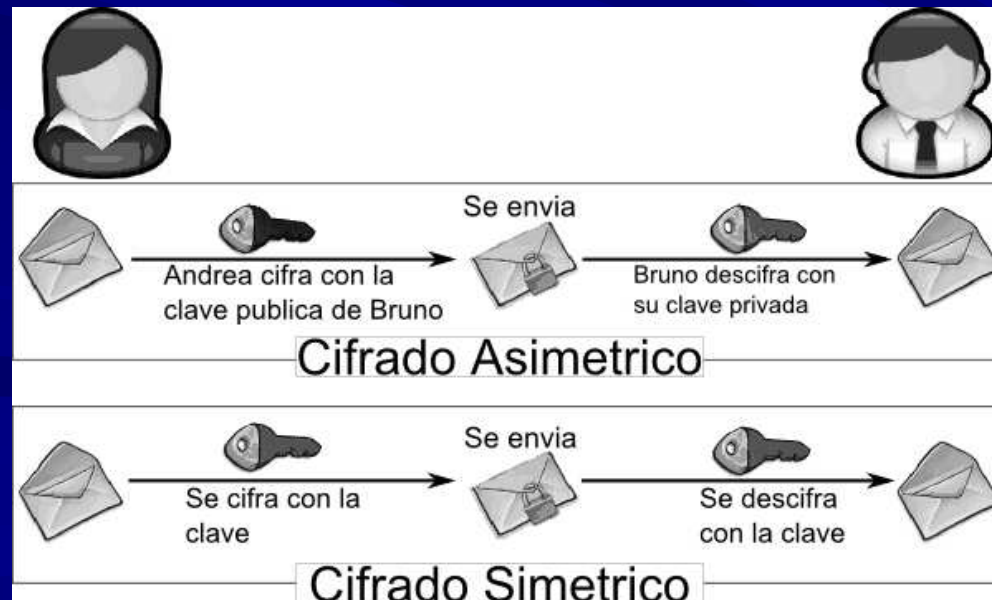 Se envia
Andrea cifra con la
clave publica de Bruno
Bruno descifra con
su clave privada
Cifrado Asimetrico
Se envia
Se cifra con la
clave
Se descifra
con la clave
Cifrado Simetrico